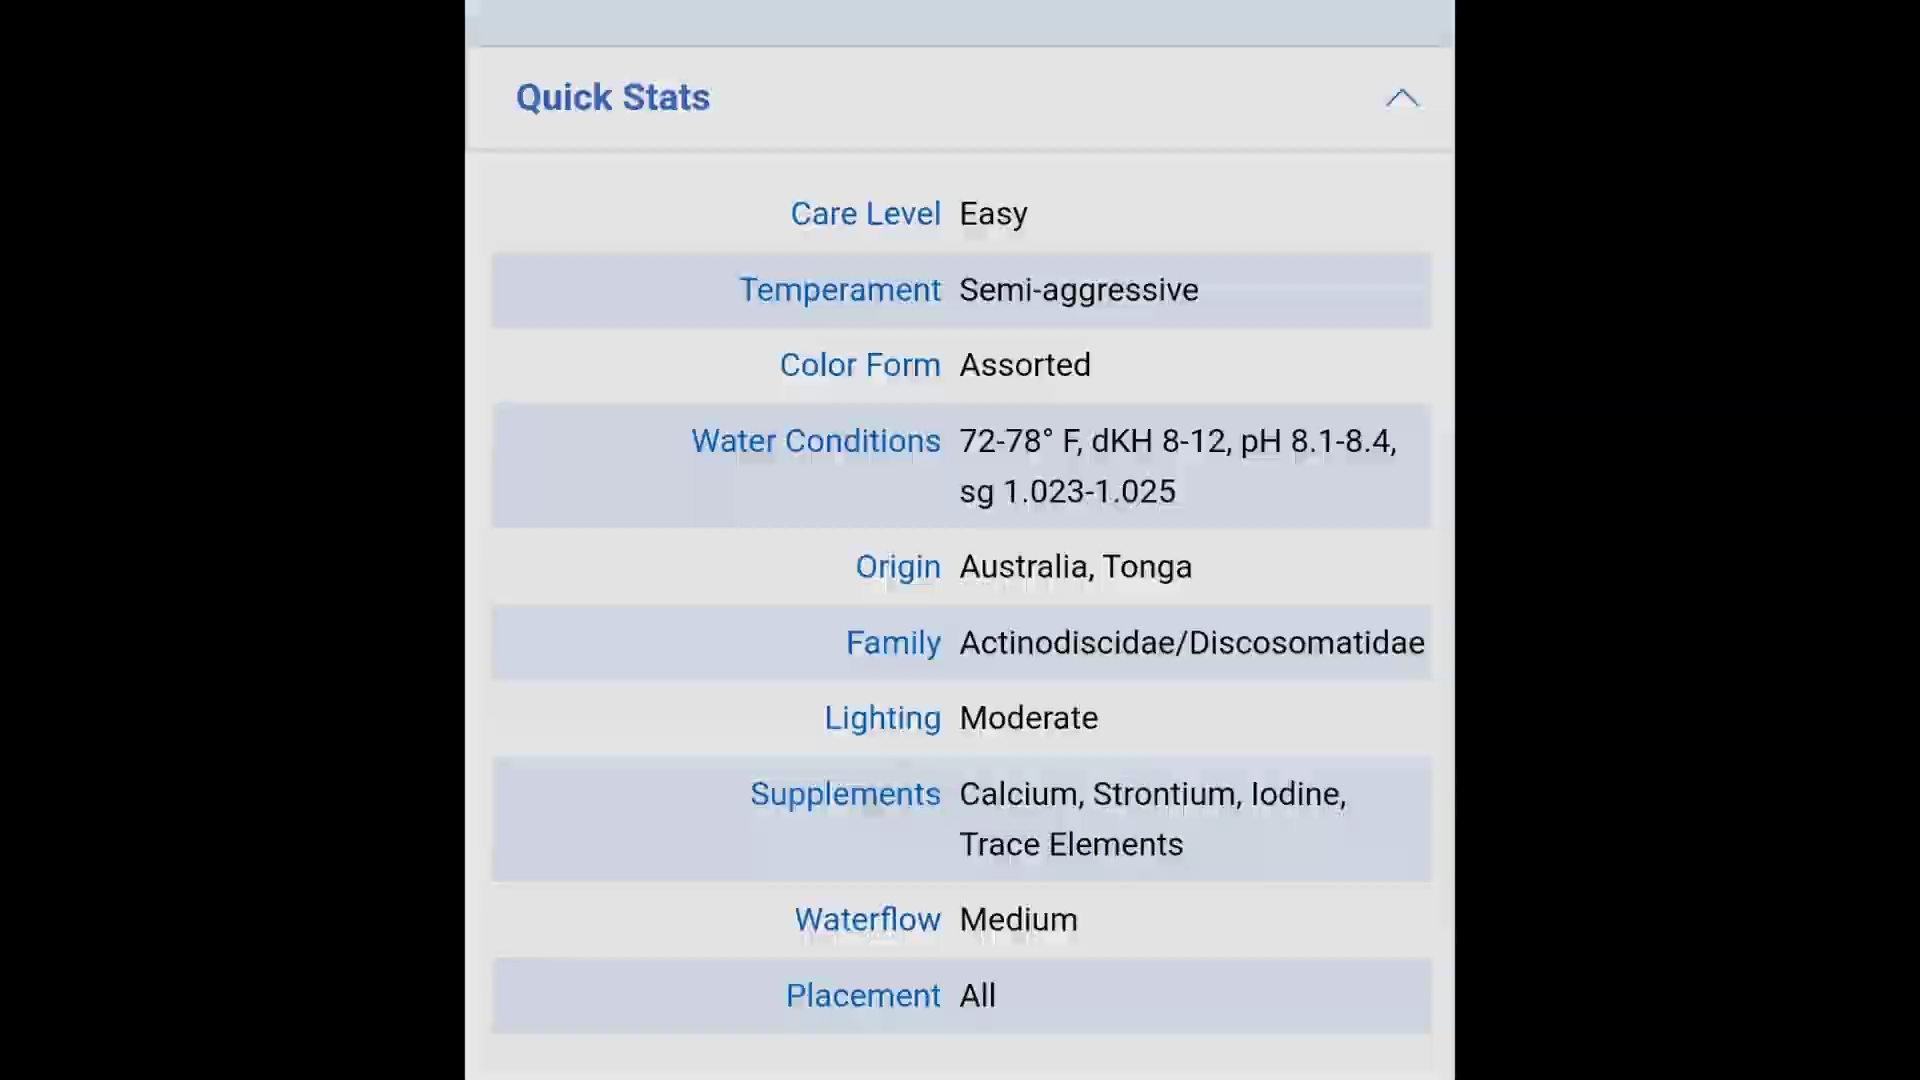 Quick Stats
Care Level Easy
Temperament Semi-aggressive
Color Form Assorted
Water Conditions 72-78° F, dKH 8-12, pH 8.1-8.4,
sg 1.023-1.025
Origin Australia, Tonga
Family Actinodiscidae/Discosomatidae
Lighting Moderate
Supplements Calcium, Strontium, Iodine,
Trace Elements
Waterflow Medium
Placement All